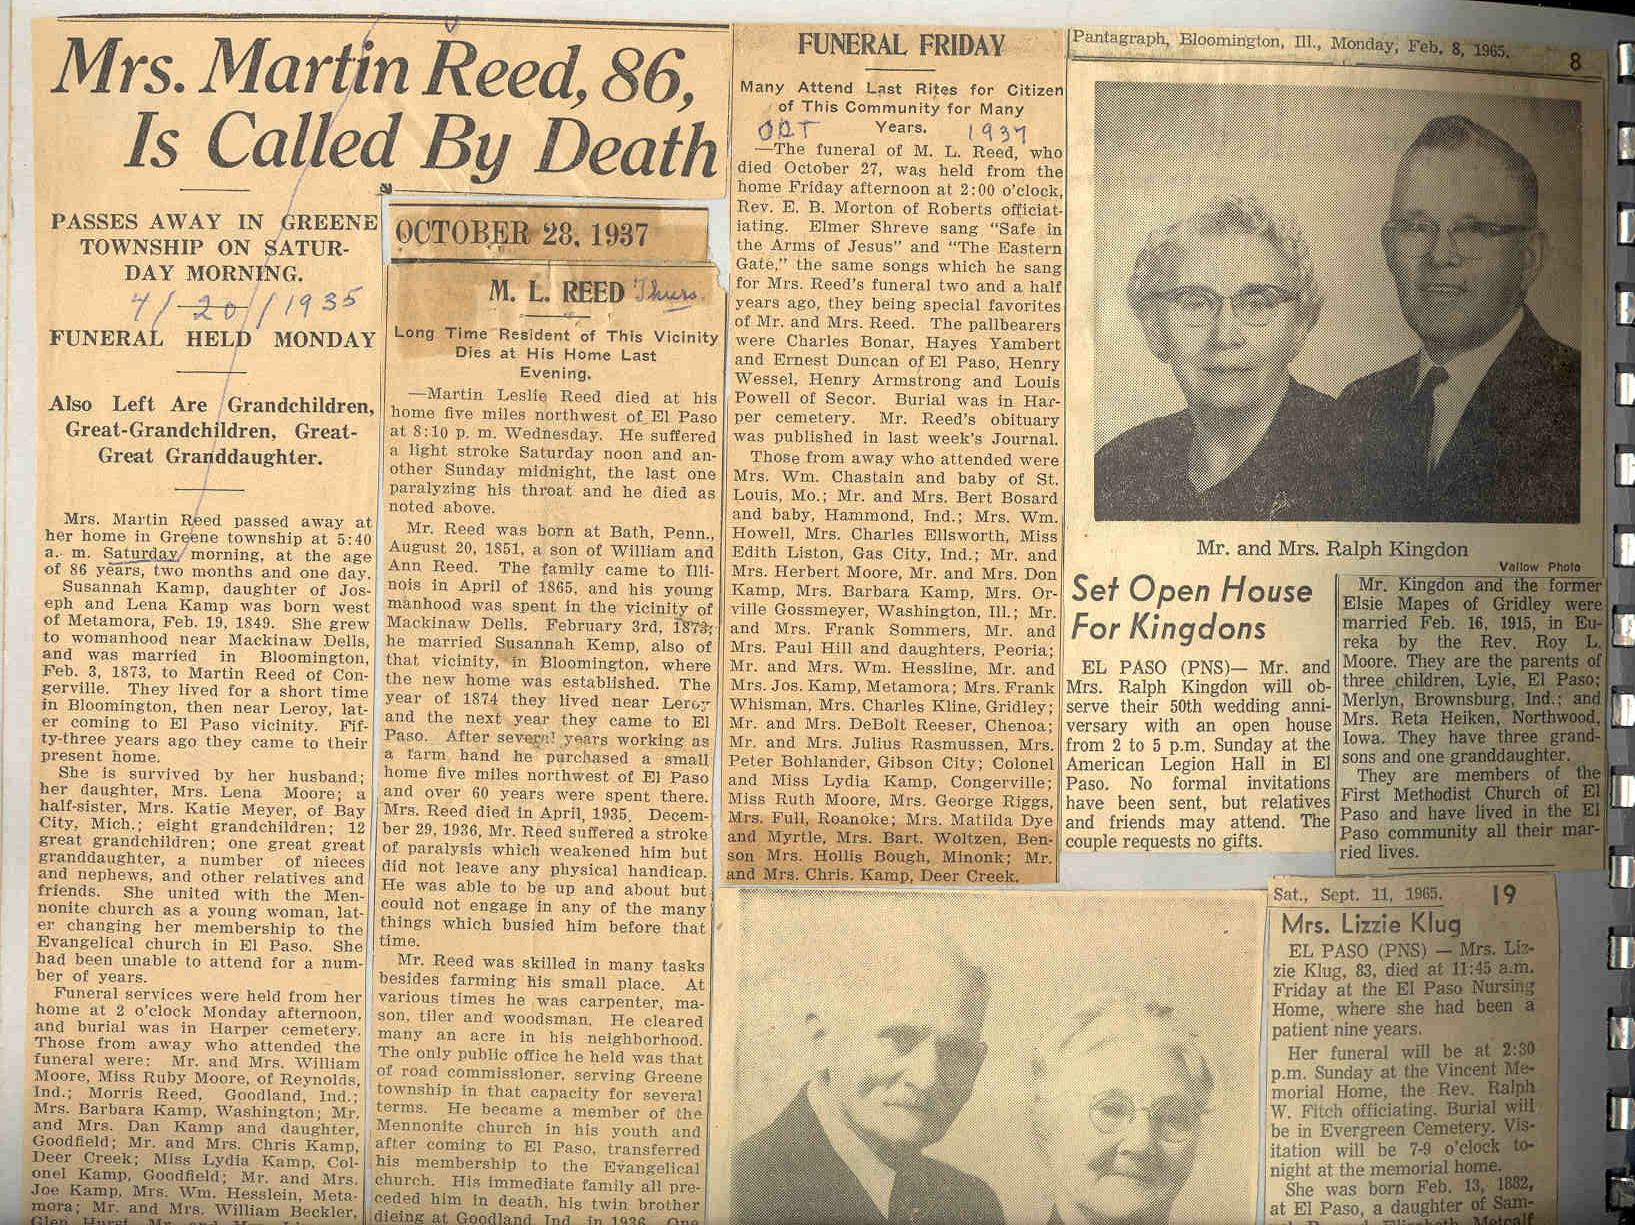 Mrs. Martin Reed, 86,
Is Called By Death
PASSES AWAY IN GREENE
TOWNSHIP ON SATUR-
DAY MORNING.
4/20/1935
FUNERAL HELD MONDAY
Also Left Are Grandchildren,
Great-Grandchildren, Great-
Great Granddaughter.
Mrs. Martin Reed passed away at
her home in Greene township at 5:40
a. m. Saturday morning, at the age
of 86 years, two months and one day.
Susannah Kamp, daughter of Jos-
eph and Lena Kamp was born west
of Metamora, Feb. 19, 1849. She grew
to womanhood near Mackinaw Dells,
and was married in Bloomington,
Feb. 3, 1873, to Martin Reed of Con-
gerville. They lived for a short time
in Bloomington, then near Leroy, lat-
er coming to El Paso vicinity. Fif-
ty-three years ago they came to their
present home.
She is survived by her husband;
her daughter, Mrs. Lena Moore; a
half-sister, Mrs. Katie Meyer, of Bay
City, Mich.; eight grandchildren; 12
great grandchildren; one great great
granddaughter, a number of nieces
and nephews, and other relatives and
friends. She united with the Men-
nonite church as a young woman, lat-
er changing her membership to the
Evangelical church in El Paso. She
had been unable to attend for a num-
ber of years.
Funeral services were held from her
home at 2 o'clock Monday afternoon,
and burial was in Harper cemetery.
Those from away who attended the
funeral were: Mr. and Mrs. William
Moore, Miss Ruby Moore, of Reynolds,
Ind.; Morris Reed, Goodland, Ind.;
Mrs. Barbara Kamp, Washington; Mr.
and Mrs. Dan Kamp and daughter,
Goodfield; Mr. and Mrs. Chris Kamp,
Deer Creek; Miss Lydia Kamp, Col-
onel Kamp, Goodfield; Mr. and Mrs.
Joe Kamp, Mrs. Wm. Hesslein, Meta-
mora; Mr. and Mrs. William Beckler,
OCTOBER 28, 1937
M. L. REED Thurs.
Long Time Resident of This Vicinity
Dies at His Home Last
Evening.
—Martin Leslie Reed died at his
home five miles northwest of El Paso
at 8:10 p. m. Wednesday. He suffered
a light stroke Saturday noon and an-
other Sunday midnight, the last one
paralyzing his throat and he died as
noted above.
Mr. Reed was born at Bath, Penn.,
August 20, 1851, a son of William and
Ann Reed. The family came to Illi-
nois in April of 1865, and his young
manhood was spent in the vicinity of
Mackinaw Dells. February 3rd, 1873,
he married Susannah Kemp, also of
that vicinity, in Bloomington, where
the new home was established. The
year of 1874 they lived near Leroy
and the next year they came to El
Paso. After several years working as
a farm hand he purchased a small
home five miles northwest of El Paso
and over 60 years were spent there.
Mrs. Reed died in April, 1935. Decem-
ber 29, 1936, Mr. Reed suffered a stroke
of paralysis which weakened him but
did not leave any physical handicap.
He was able to be up and about but
could not engage in any of the many
things which busied him before that
time.
Mr. Reed was skilled in many tasks
besides farming his small place. At
various times he was carpenter, ma-
son, tiler and woodsman. He cleared
many an acre in his neighborhood.
The only public office he held was that
of road commissioner, serving Greene
township in that capacity for several
terms. He became a member of the
Mennonite church in his youth and
after coming to El Paso, transferred
his membership to the Evangelical
church. His immediate family all pre-
ceded him in death, his twin brother
dieing at Goodland, Ind. in 1936. One
FUNERAL FRIDAY
Many Attend Last Rites for Citizen
of This Community for Many
Years.
OCT 1937
—The funeral of M. L. Reed, who
died October 27, was held from the
home Friday afternoon at 2:00 o'clock,
Rev. E. B. Morton of Roberts officiat-
iating. Elmer Shreve sang "Safe in
the Arms of Jesus" and "The Eastern
Gate," the same songs which he sang
for Mrs. Reed's funeral two and a half
years ago, they being special favorites
of Mr. and Mrs. Reed. The pallbearers
were Charles Bonar, Hayes Yambert
and Ernest Duncan of El Paso, Henry
Wessel, Henry Armstrong and Louis
Powell of Secor. Burial was in Har-
per cemetery. Mr. Reed's obituary
was published in last week's Journal.
Those from away who attended were
Mrs. Wm. Chastain and baby of St.
Louis, Mo.; Mr. and Mrs. Bert Bosard
and baby, Hammond, Ind.; Mrs. Wm.
Howell, Mrs. Charles Ellsworth, Miss
Edith Liston, Gas City, Ind.; Mr. and
Mrs. Herbert Moore, Mr. and Mrs. Don
Kamp, Mrs. Barbara Kamp, Mrs. Or-
ville Gossmeyer, Washington, Ill.; Mr.
and Mrs. Frank Sommers, Mr. and
Mrs. Paul Hill and daughters, Peoria;
Mr. and Mrs. Wm. Hessline, Mr. and
Mrs. Jos. Kamp, Metamora; Mrs. Frank
Whisman, Mrs. Charles Kline, Gridley;
Mr. and Mrs. DeBolt Reeser, Chenoa;
Mr. and Mrs. Julius Rasmussen, Mrs.
Peter Bohlander, Gibson City; Colonel
and Miss Lydia Kamp, Congerville;
Miss Ruth Moore, Mrs. George Riggs,
Mrs. Full, Roanoke; Mrs. Matilda Dye
and Myrtle, Mrs. Bart. Woltzen, Ben-
son Mrs. Hollis Bough, Minonk; Mr.
and Mrs. Chris. Kamp, Deer Creek.
Pantagraph, Bloomington, Ill., Monday, Feb. 8, 1965.
8
Mr. and Mrs. Ralph Kingdon
Vallow Photo
Set Open House
For Kingdons
EL PASO (PNS)— Mr. and
Mrs. Ralph Kingdon will ob-
serve their 50th wedding anni-
versary with an open house
from 2 to 5 p.m. Sunday at the
American Legion Hall in El
Paso. No formal invitations
have been sent, but relatives
and friends may attend. The
couple requests no gifts.
Mr. Kingdon and the former
Elsie Mapes of Gridley were
married Feb. 16, 1915, in Eu-
reka by the Rev. Roy L.
Moore. They are the parents of
three children, Lyle, El Paso;
Merlyn, Brownsburg, Ind.; and
Mrs. Reta Heiken, Northwood,
Iowa. They have three grand-
sons and one granddaughter.
They are members of the
First Methodist Church of El
Paso and have lived in the El
Paso community all their mar-
ried lives.
Sat., Sept. 11, 1965.
19
Mrs. Lizzie Klug
EL PASO (PNS) — Mrs. Liz-
zie Klug, 83, died at 11:45 a.m.
Friday at the El Paso Nursing
Home, where she had been a
patient nine years.
Her funeral will be at 2:30
p.m. Sunday at the Vincent Me-
morial Home, the Rev. Ralph
W. Fitch officiating. Burial will
be in Evergreen Cemetery. Vis-
itation will be 7-9 o'clock to-
night at the memorial home.
She was born Feb. 13, 1882,
at El Paso, a daughter of Sam-